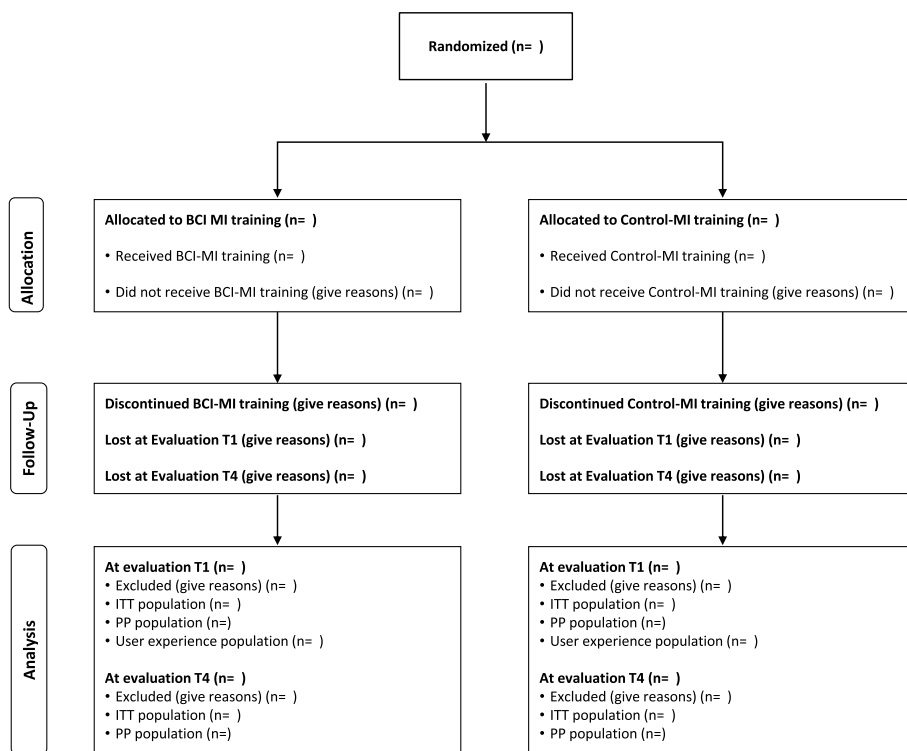 Randomized (n=  )
Allocation
Allocated to BCI MI training (n=  )
• Received BCI-MI training (n=  )
• Did not receive BCI-MI training (give reasons) (n=  )
Allocated to Control-MI training (n=  )
• Received Control-MI training (n=  )
• Did not receive Control-MI training (give reasons) (n=  )
Follow-Up
Discontinued BCI-MI training (give reasons) (n=  )
Lost at Evaluation T1 (give reasons) (n=  )
Lost at Evaluation T4 (give reasons) (n=  )
Discontinued Control-MI training (give reasons) (n=  )
Lost at Evaluation T1 (give reasons) (n=  )
Lost at Evaluation T4 (give reasons) (n=  )
Analysis
At evaluation T1 (n=  )
• Excluded (give reasons) (n=  )
• ITT population (n=  )
• PP population (n=)
• User experience population (n=  )
At evaluation T4 (n=  )
• Excluded (give reasons) (n=  )
• ITT population (n=  )
• PP population (n=)
At evaluation T1 (n=  )
• Excluded (give reasons) (n=  )
• ITT population (n=  )
• PP population (n=)
• User experience population (n=  )
At evaluation T4 (n=  )
• Excluded (give reasons) (n=  )
• ITT population (n=  )
• PP population (n=)